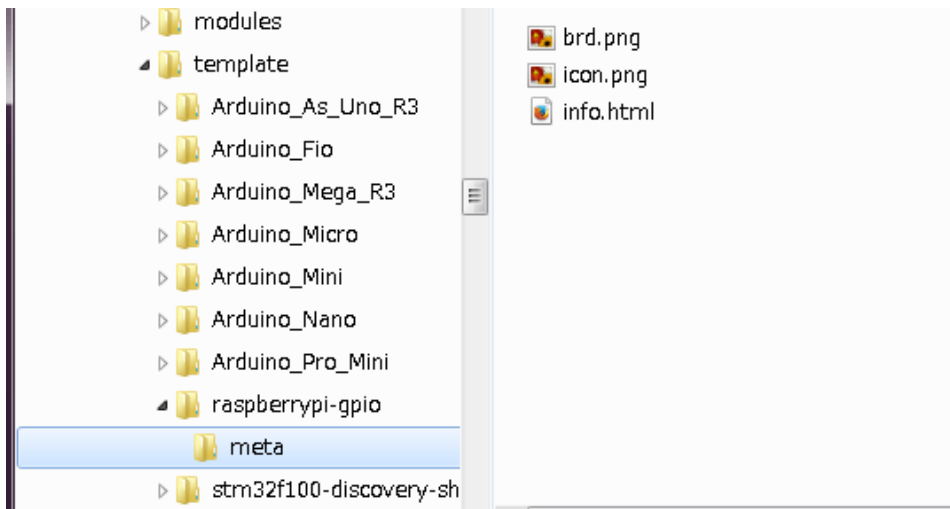 modules
template
Arduino_As_Uno_R3
Arduino_Fio
Arduino_Mega_R3
Arduino_Micro
Arduino_Mini
Arduino_Nano
Arduino_Pro_Mini
raspberrypi-gpio
meta
stm32f100-discovery-sh
brd.png
icon.png
info.html